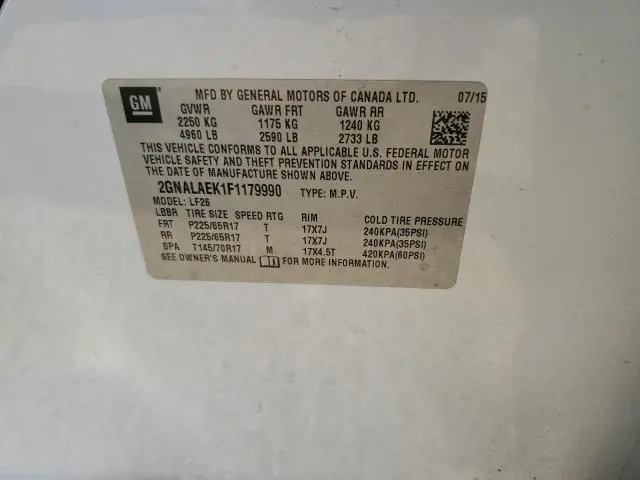 GM
MFD BY GENERAL MOTORS OF CANADA LTD. 07/15
GVWR GAWR FRT GAWR RR
2250 KG 1175 KG 1240 KG
4960 LB 2590 LB 2733 LB
THIS VEHICLE CONFORMS TO ALL APPLICABLE U.S. FEDERAL MOTOR
VEHICLE SAFETY AND THEFT PREVENTION STANDARDS IN EFFECT ON
THE DATE OF MANUFACTURE SHOWN ABOVE.
2GNALAEK1F1179990 TYPE: M.P.V.
MODEL: LF26
LBBR TIRE SIZE SPEED RTG RIM COLD TIRE PRESSURE
FRT P225/65R17 T 17X7J 240KPA(35PSI)
RR P225/65R17 T 17X7J 240KPA(35PSI)
SPA T145/70R17 M 17X4.5T 420KPA(60PSI)
SEE OWNER'S MANUAL FOR MORE INFORMATION.